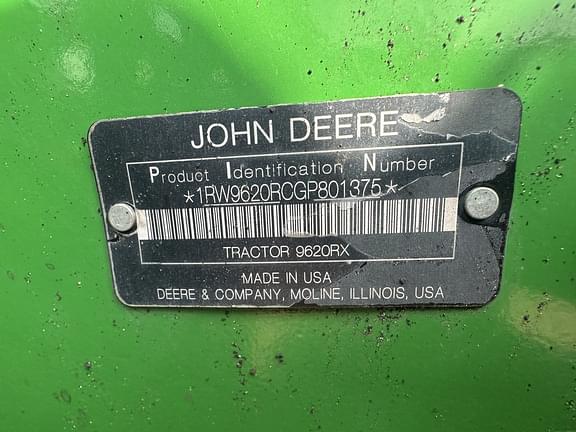 JOHN DEERE
Product Identification Number
*1RW9620RCGP801375*
TRACTOR 9620RX
MADE IN USA
DEERE & COMPANY, MOLINE, ILLINOIS, USA